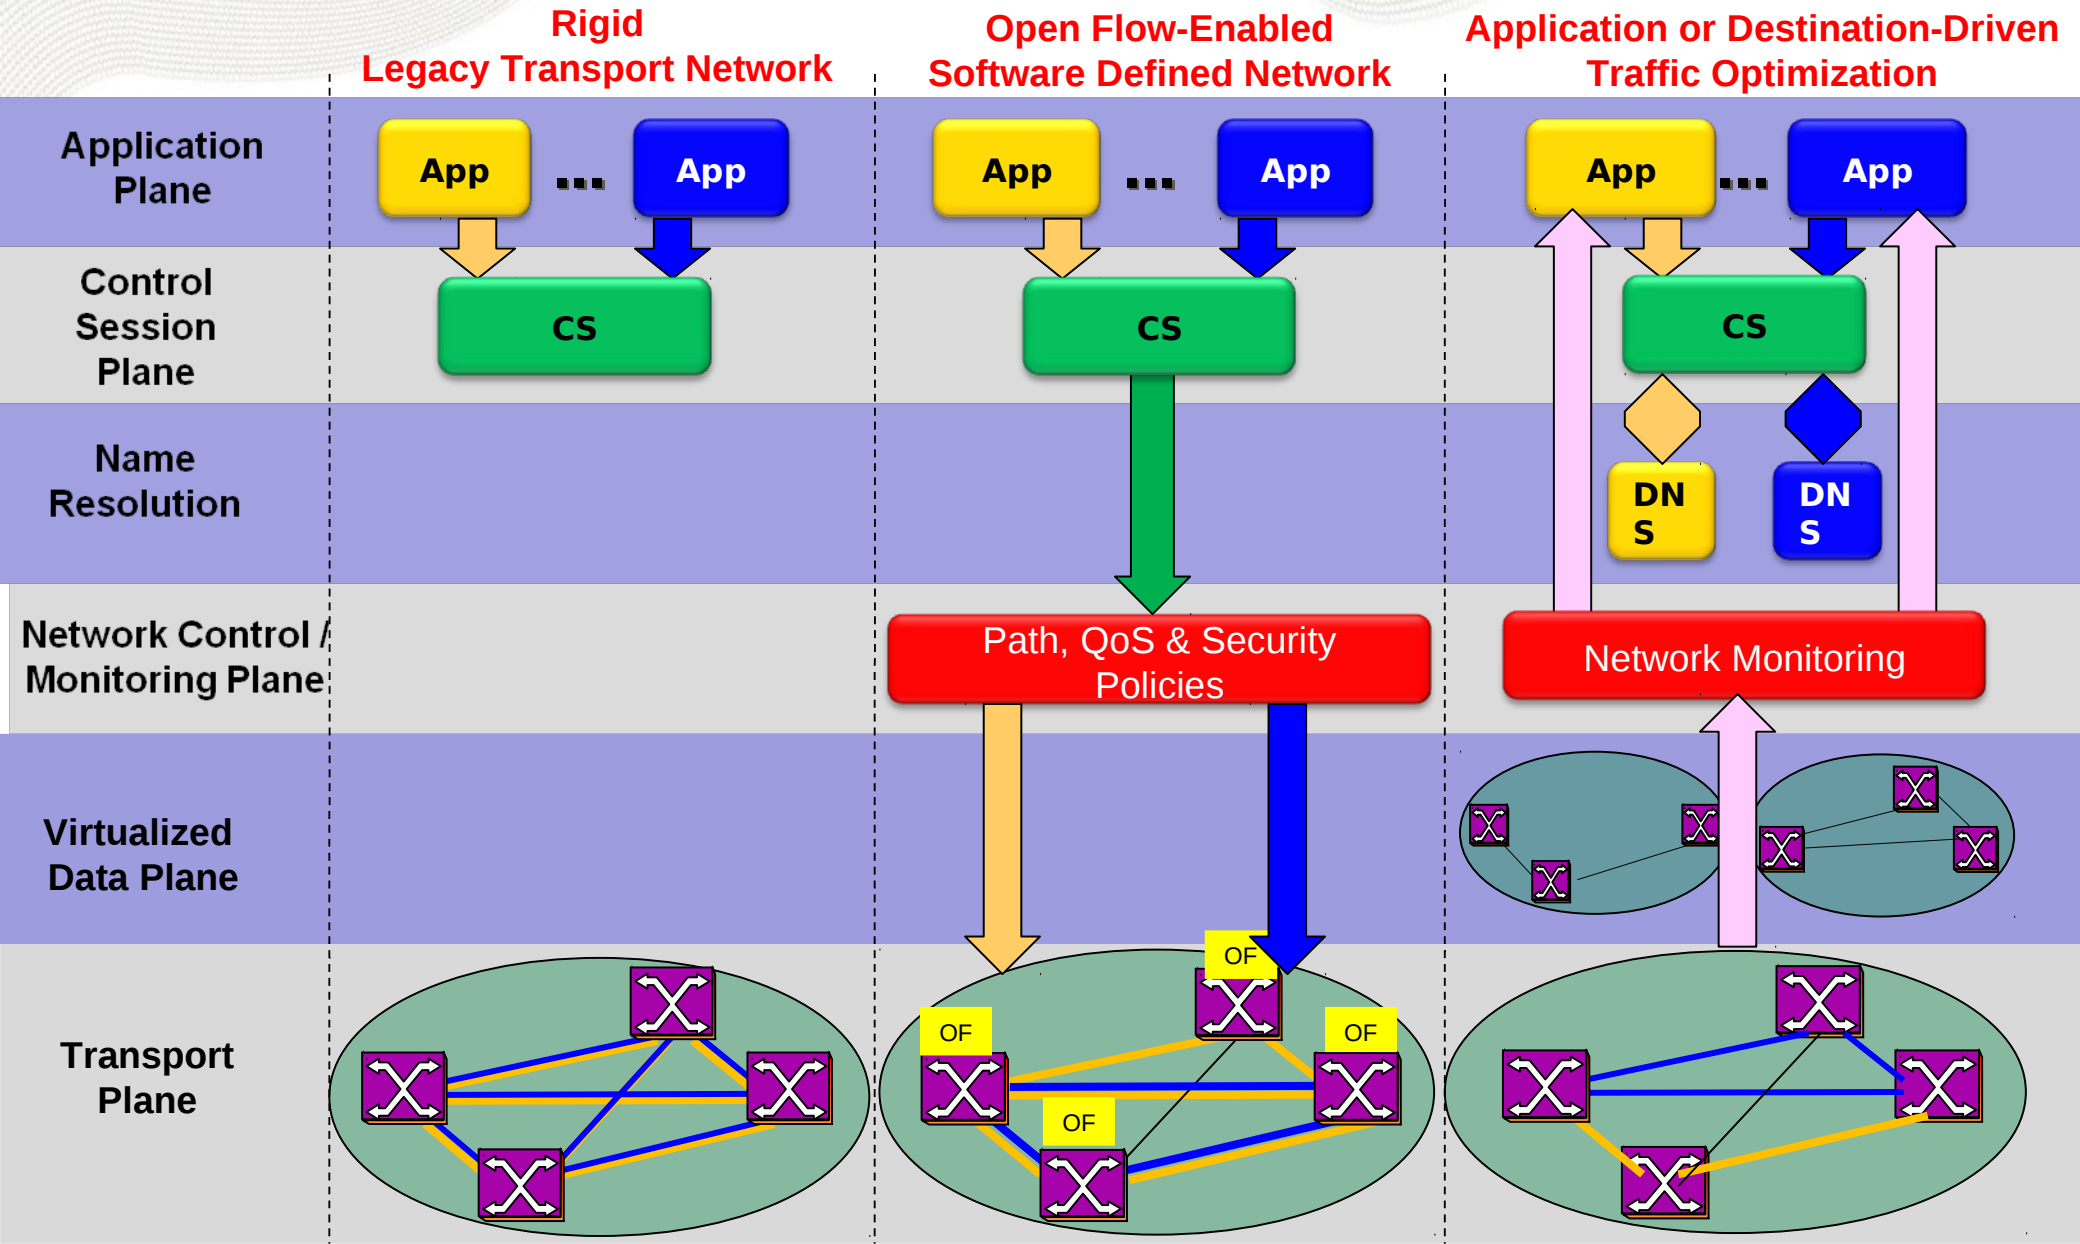 Rigid
Legacy Transport Network
Open Flow-Enabled
Software Defined Network
Application or Destination-Driven
Traffic Optimization
Application
Plane
App
...
App
App
...
App
App
...
App
Control
Session
Plane
CS
CS
CS
Name
Resolution
DN
S
DN
S
Network Control /
Monitoring Plane
Path, QoS & Security
Policies
Network Monitoring
Virtualized
Data Plane
Transport
Plane
OF
OF
OF
OF